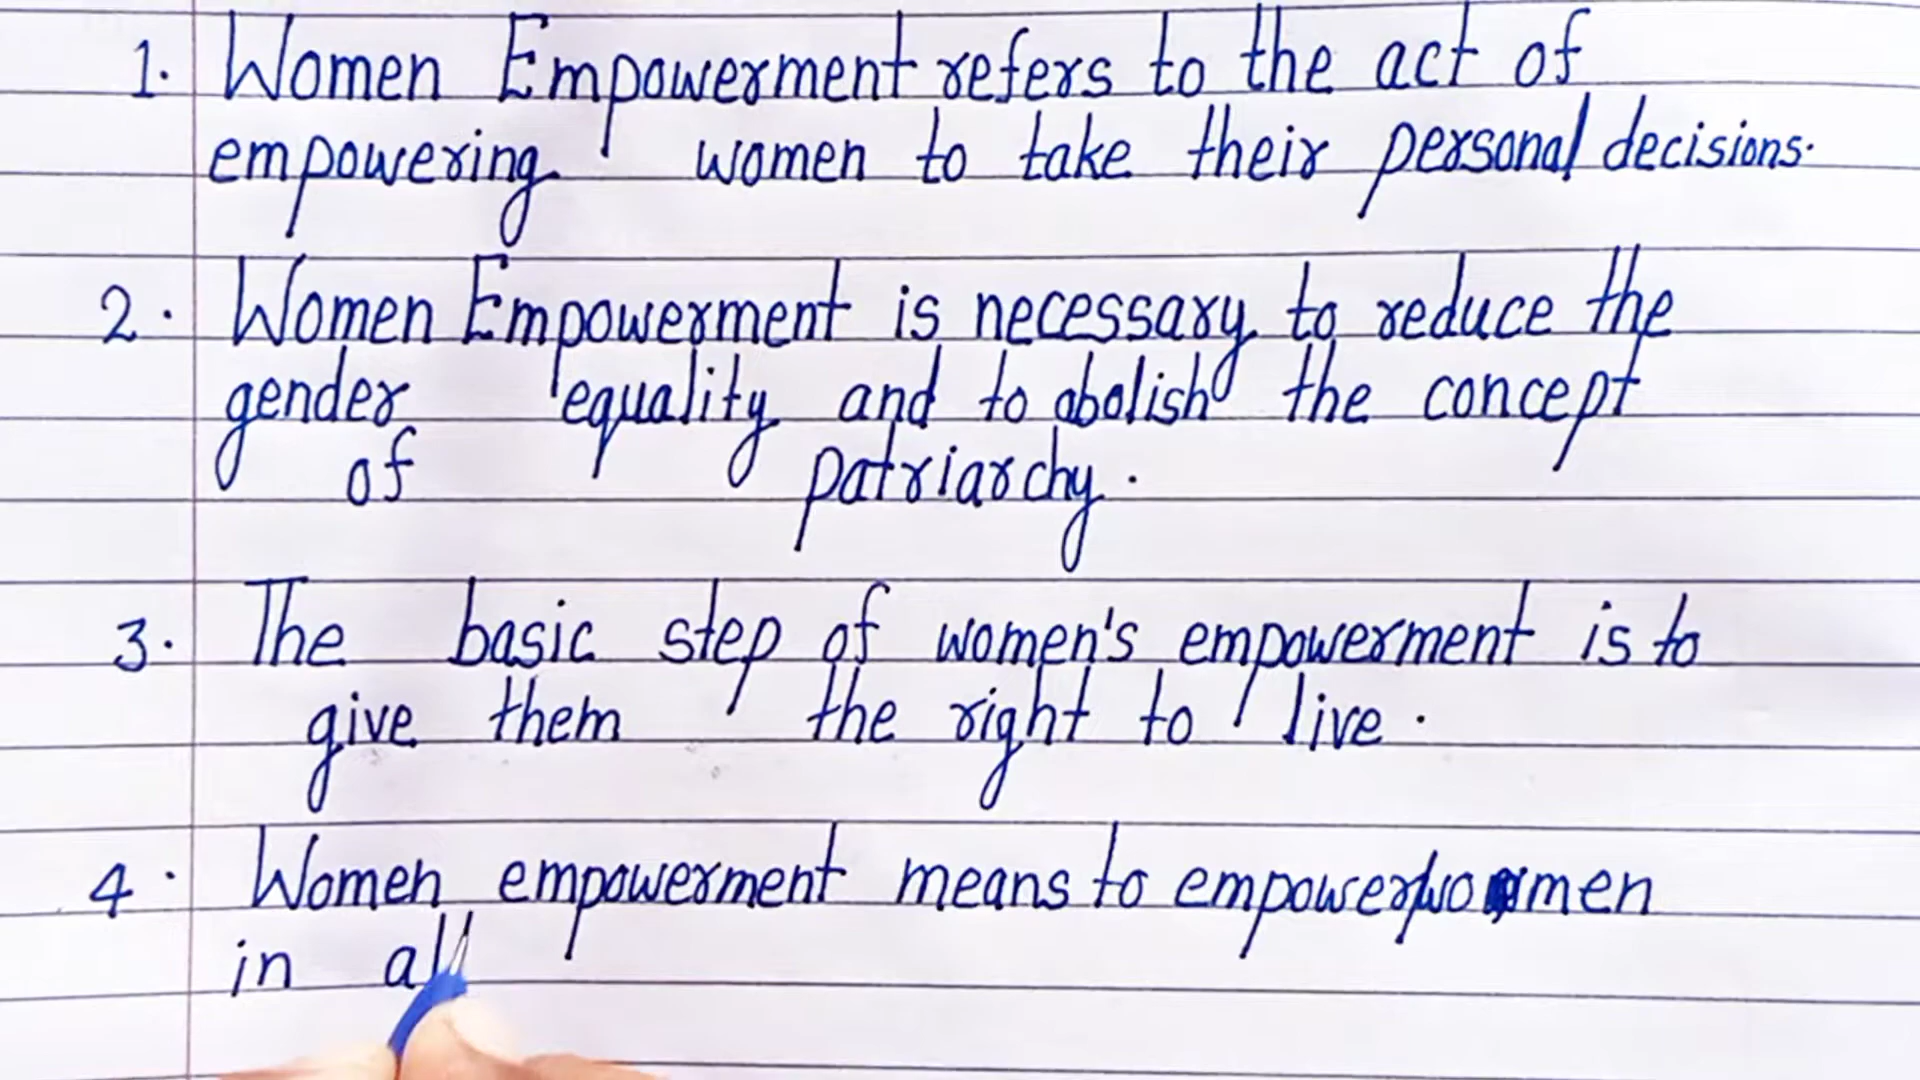 1. Women Empowerment refers to the act of
empowering women to take their personal decisions.
2. Women Empowerment is necessary to reduce the
gender equality and to abolish the concept
of patriarchy.
3. The basic step of women's empowerment is to
give them the right to live.
4. Women empowerment means to empower women
in all